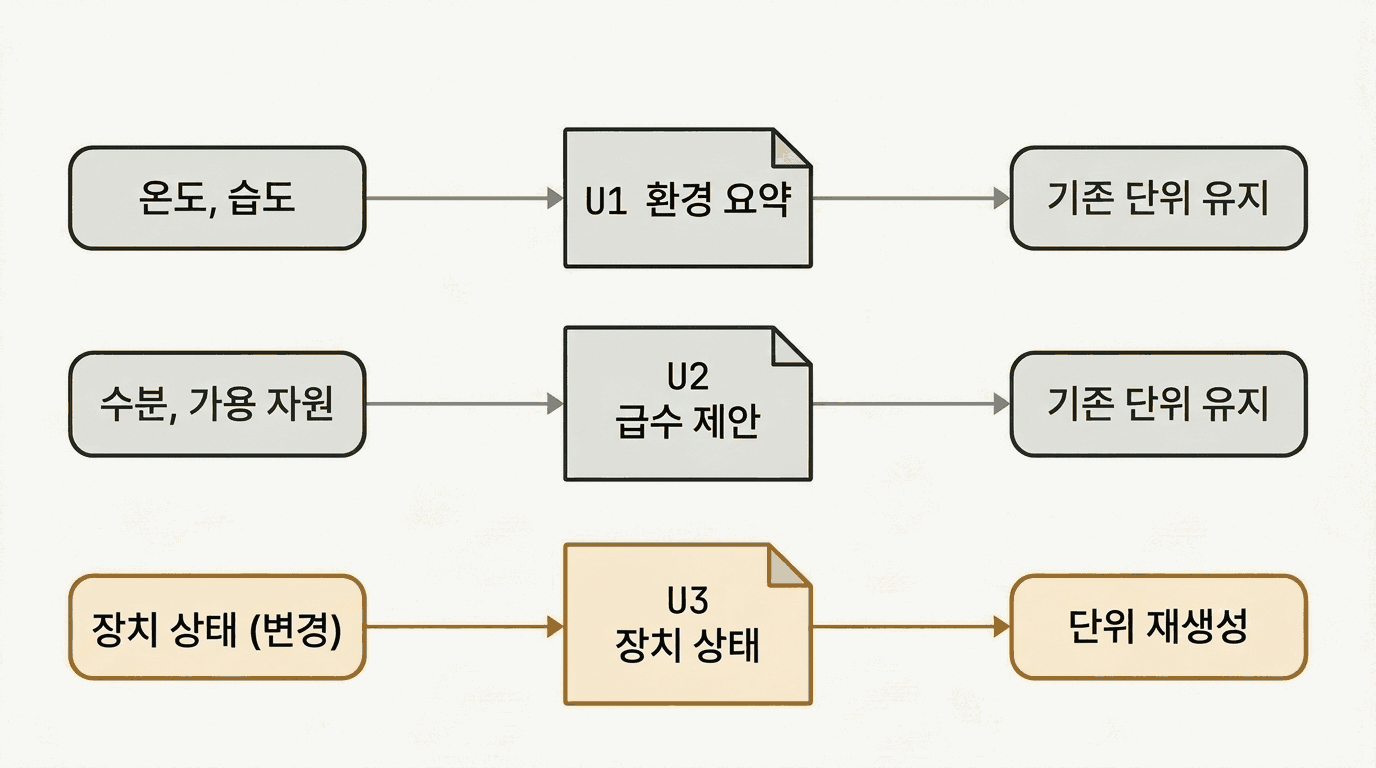 온도, 습도
U1 환경 요약
기존 단위 유지
수분, 가용 자원
U2
급수 제안
기존 단위 유지
장치 상태 (변경)
U3
장치 상태
단위 재생성